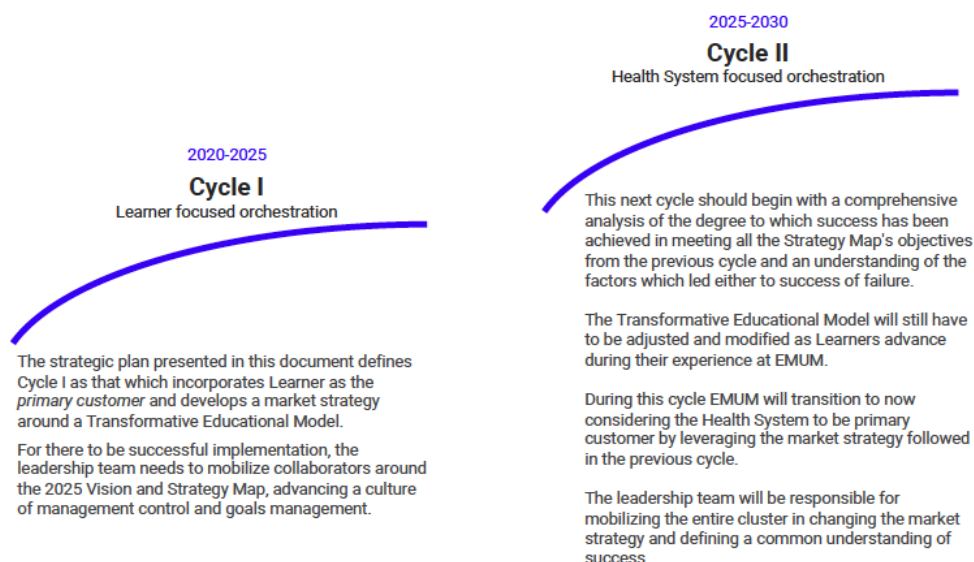 2020-2025
Cycle I
Learner focused orchestration
The strategic plan presented in this document defines
Cycle I as that which incorporates Learner as the
primary customer and develops a market strategy
around a Transformative Educational Model.
For there to be successful implementation, the
leadership team needs to mobilize collaborators around
the 2025 Vision and Strategy Map, advancing a culture
of management control and goals management.
2025-2030
Cycle II
Health System focused orchestration
This next cycle should begin with a comprehensive
analysis of the degree to which success has been
achieved in meeting all the Strategy Map's objectives
from the previous cycle and an understanding of the
factors which led either to success of failure.
The Transformative Educational Model will still have
to be adjusted and modified as Learners advance
during their experience at EMUM.
During this cycle EMUM will transition to now
considering the Health System to be primary
customer by leveraging the market strategy followed
in the previous cycle.
The leadership team will be responsible for
mobilizing the entire cluster in changing the market
strategy and defining a common understanding of
success